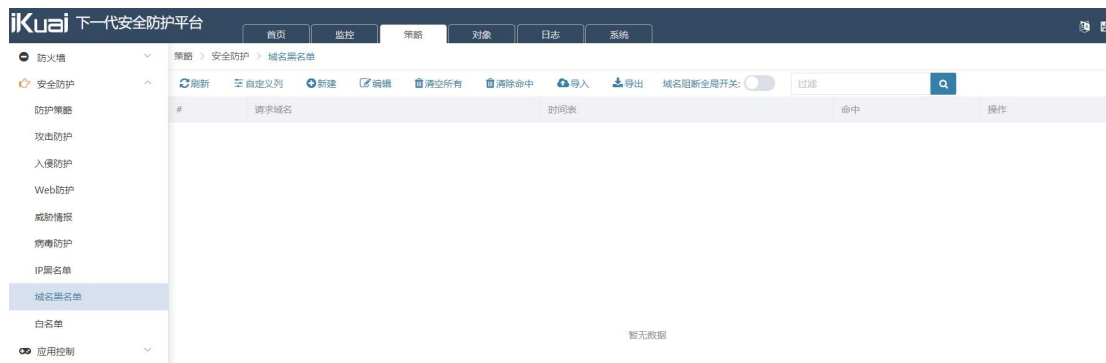 iKuai 下一代安全防护平台
首页 监控 策略 对象 日志 系统
防火墙
策略 > 安全防护 > 域名黑名单
安全防护
刷新 自定义列 新建 编辑 清空所有 清除命中 导入 导出 域名阻断全局开关: 过滤
防护策略
# 请求域名 时间表 命中 操作
攻击防护
入侵防护
Web防护
威胁情报
病毒防护
IP黑名单
域名黑名单
白名单
暂无数据
应用控制